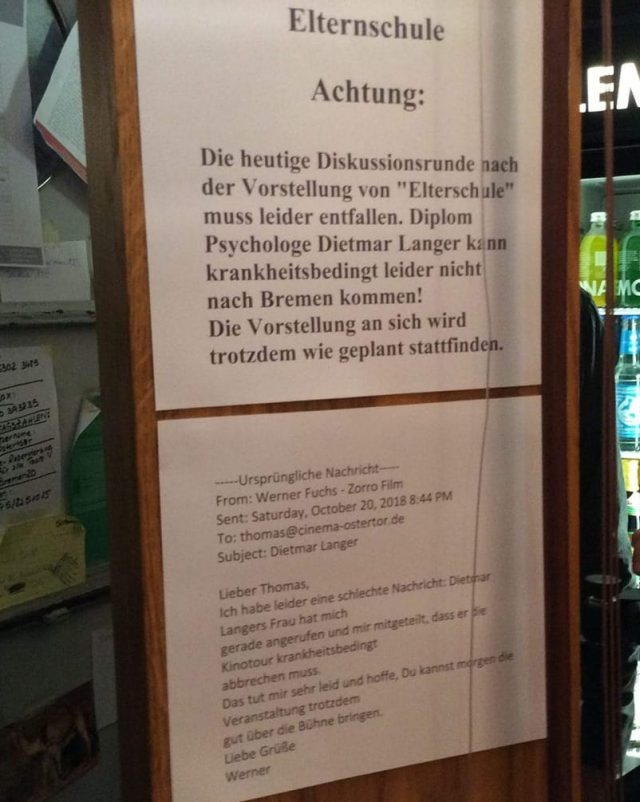 Elternschule
Achtung:
Die heutige Diskussionsrunde nach
der Vorstellung von "Elterschule"
muss leider entfallen. Diplom
Psychologe Dietmar Langer kann
krankheitsbedingt leider nicht
nach Bremen kommen!
Die Vorstellung an sich wird
trotzdem wie geplant stattfinden.
-----Ursprüngliche Nachricht-----
From: Werner Fuchs - Zorro Film
Sent: Saturday, October 20, 2018 8:44 PM
To: thomas@cinema-ostertor.de
Subject: Dietmar Langer
Lieber Thomas,
Ich habe leider eine schlechte Nachricht: Dietmar
Langers Frau hat mich
gerade angerufen und mir mitgeteilt, dass er die
Kinotour krankheitsbedingt
abbrechen muss.
Das tut mir sehr leid und hoffe, Du kannst morgen die
Veranstaltung trotzdem
gut über die Bühne bringen.
Liebe Grüße
Werner